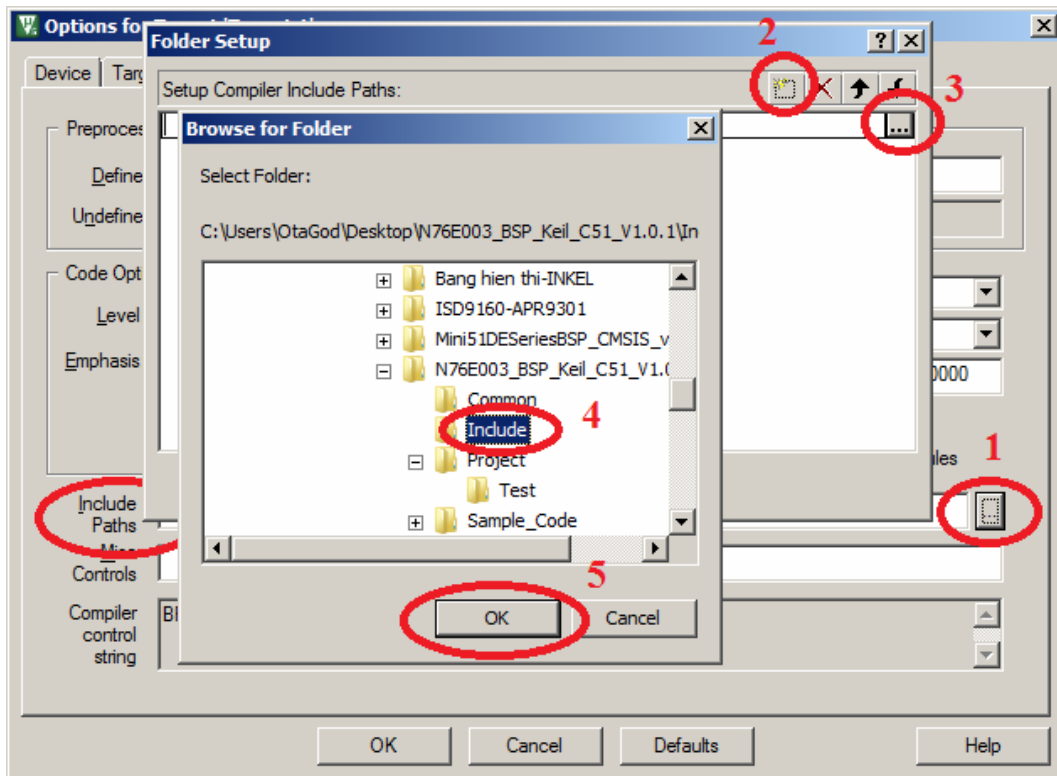 Options for
Folder Setup
2
Device
Setup Compiler Include Paths:
3
Browse for Folder
...
Select Folder:
Define
Undefine
C:\Users\OtaGod\Desktop\N76E003_BSP_Keil_C51_V1.0.1\In
Code Opt
Level
Emphasis
Bang hien thi-INKEL
ISD9160-APR9301
Mini51DESeriesBSP_CMSIS_v
N76E003_BSP_Keil_C51_V1.0
0000
Common
Include
4
Project
Test
Sample_Code
1
ules
Include
Paths
...
Misc
Controls
5
OK
Cancel
Compiler
control
string
OK
Cancel
Defaults
Help